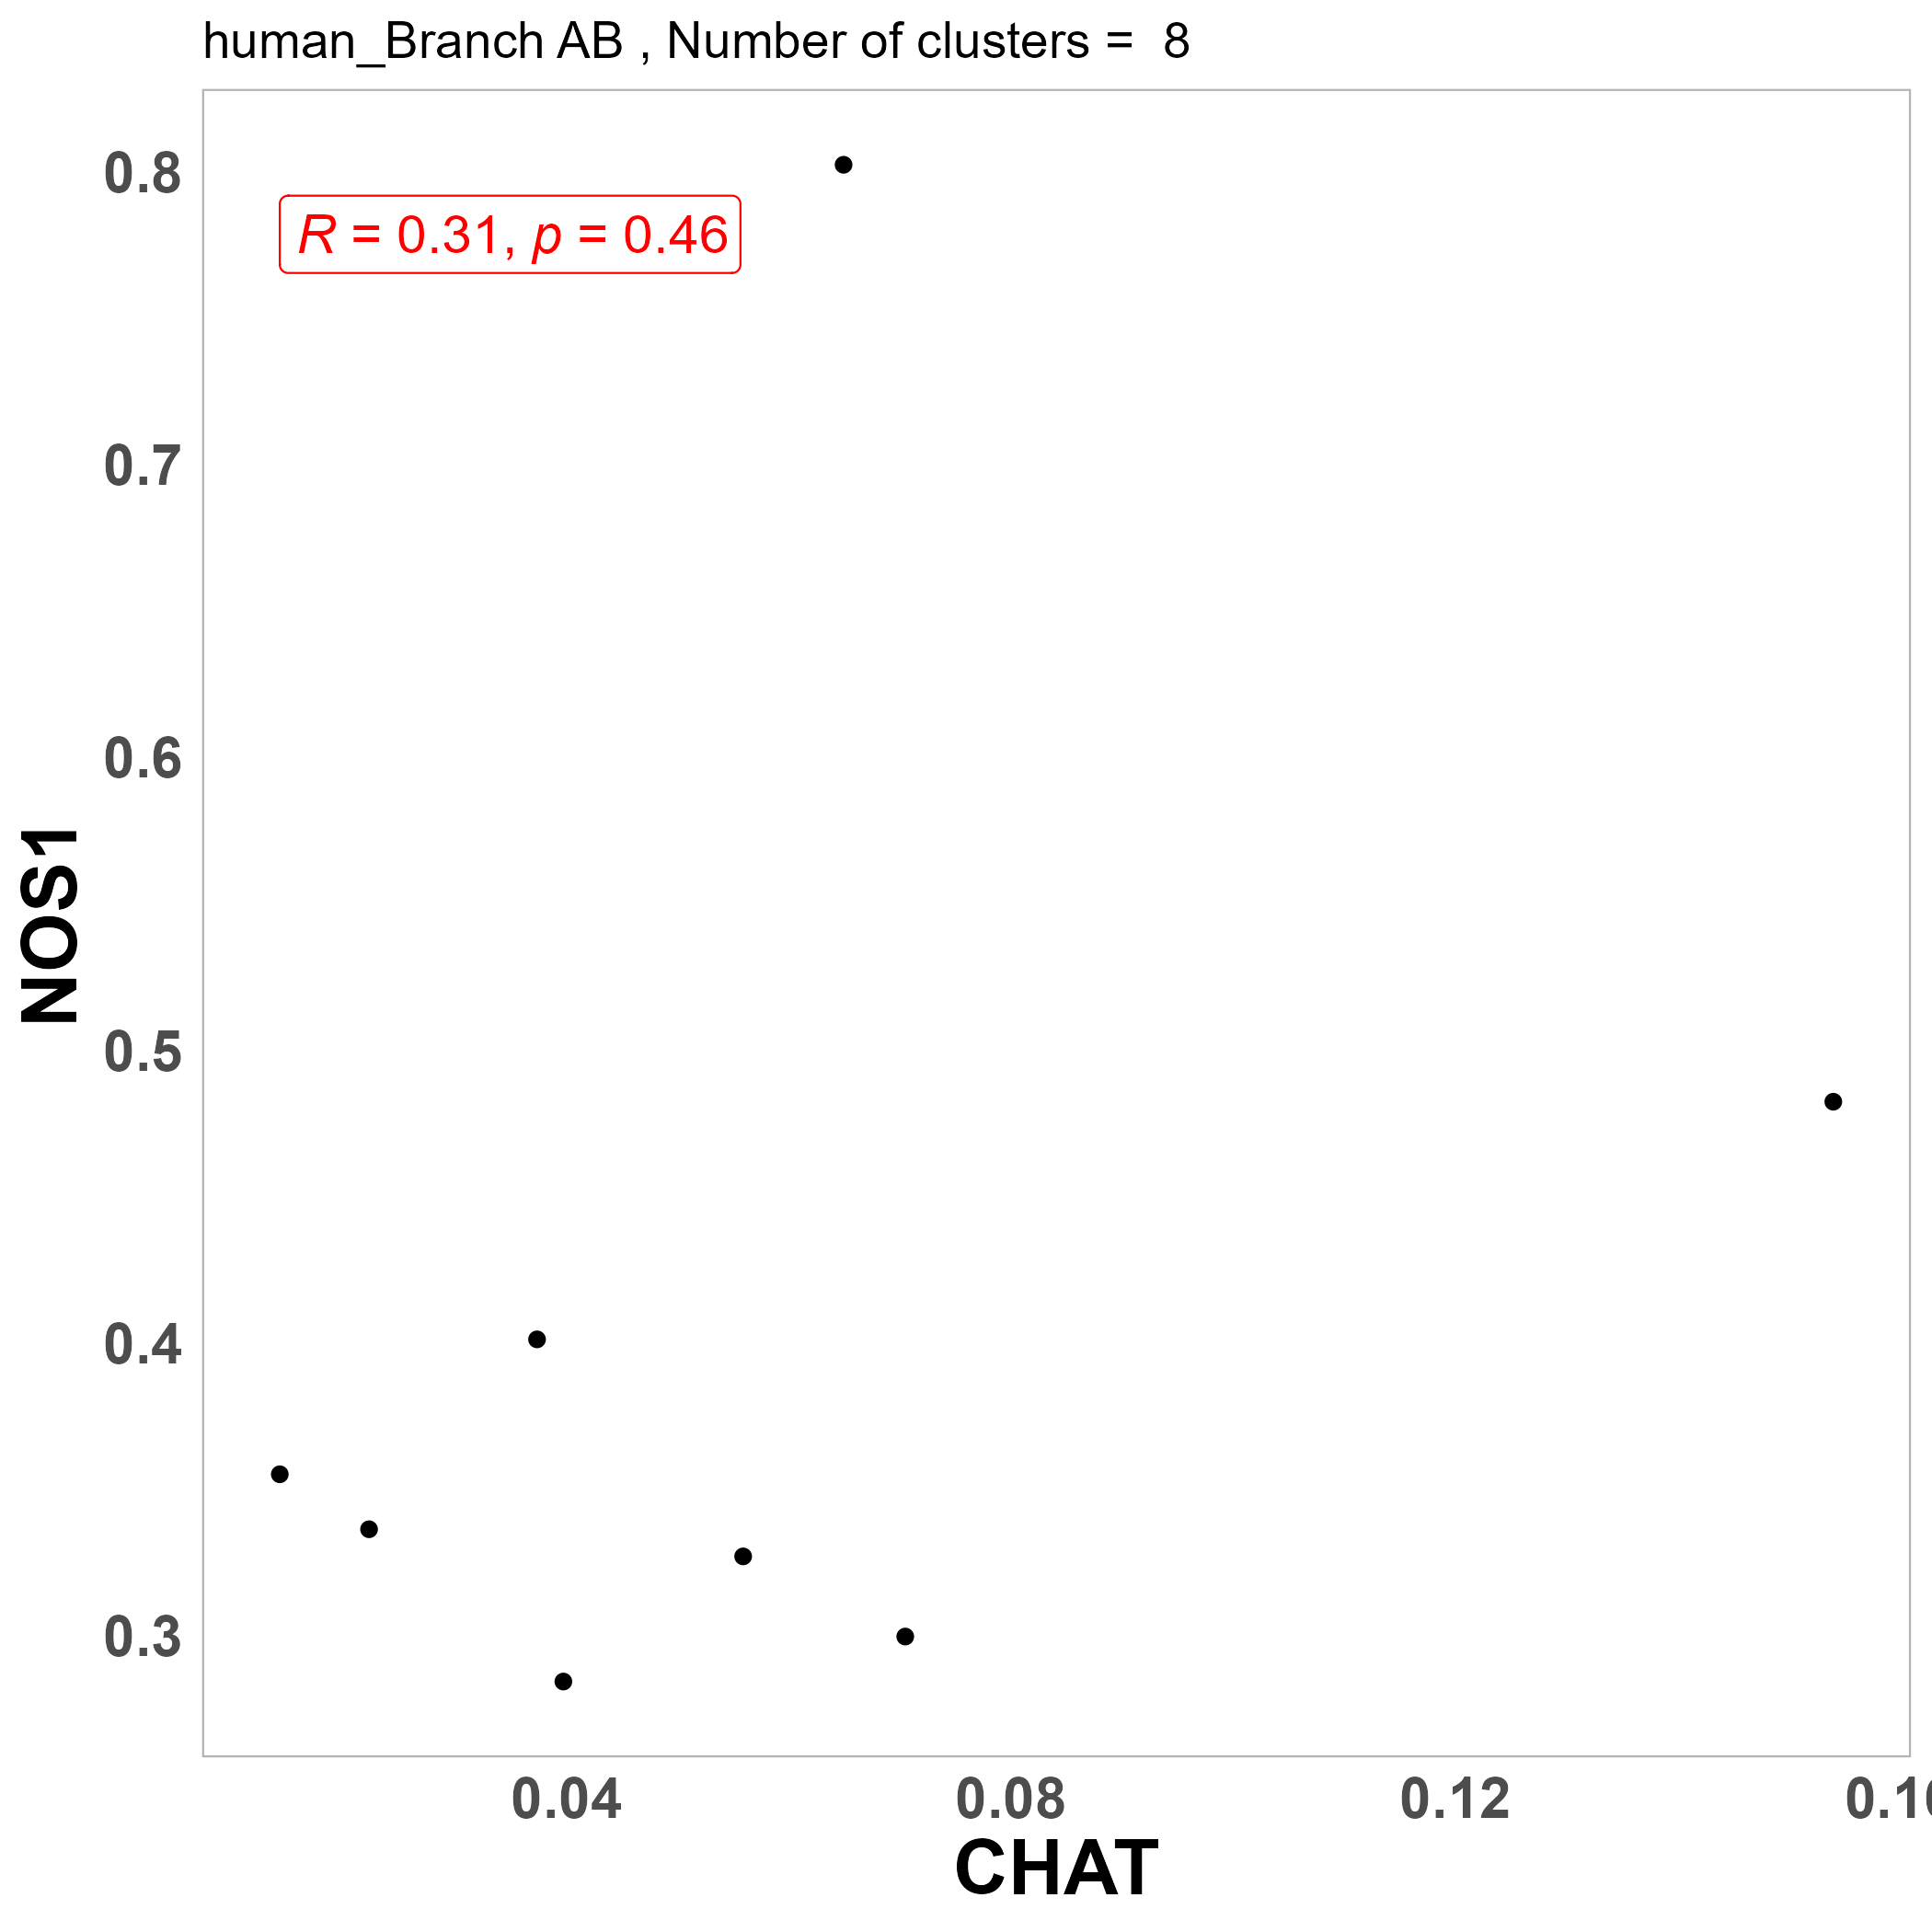 human_Branch AB , Number of clusters =  8
0.8
R = 0.31, p = 0.46
0.7
0.6
0.5
0.4
0.3
NOS1
0.04
0.08
0.12
CHAT